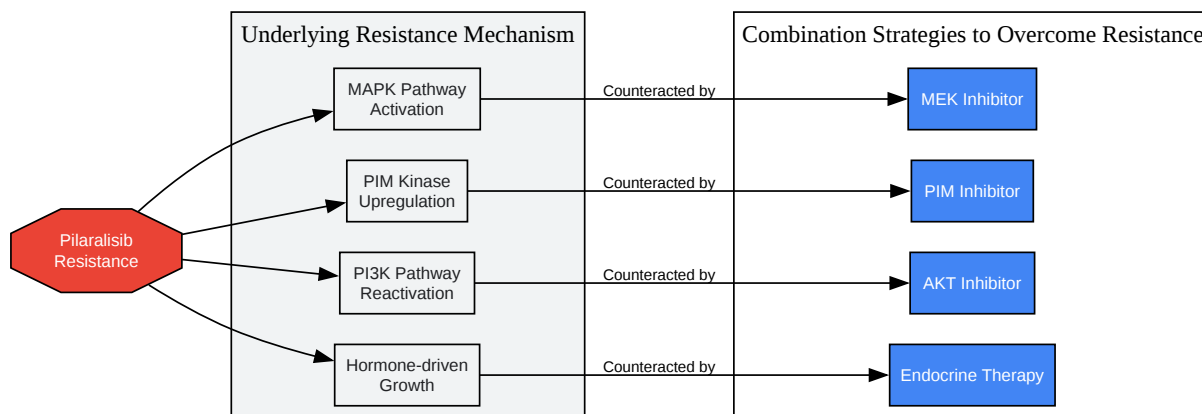 Underlying Resistance Mechanism
Combination Strategies to Overcome Resistance
Pilaralisib
Resistance
MAPK Pathway
Activation
Counteracted by
MEK Inhibitor
PIM Kinase
Upregulation
Counteracted by
PIM Inhibitor
PI3K Pathway
Reactivation
Counteracted by
AKT Inhibitor
Hormone-driven
Growth
Counteracted by
Endocrine Therapy